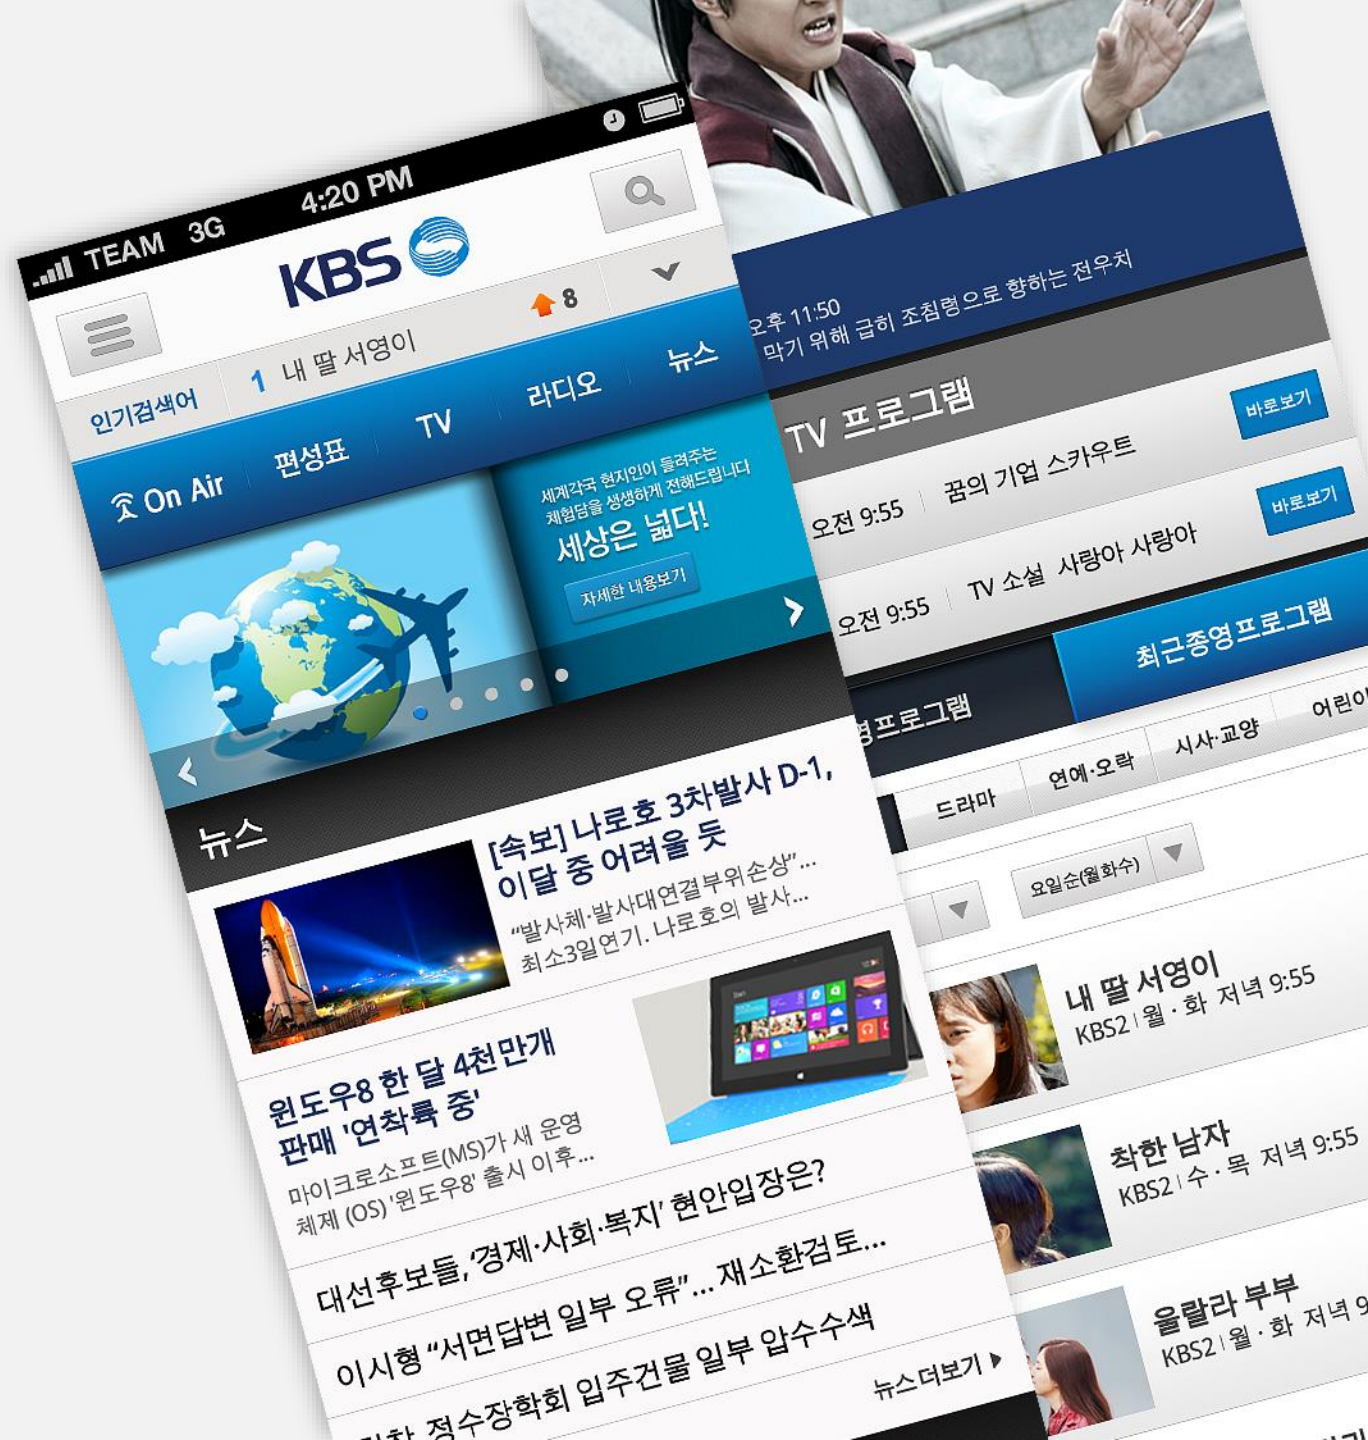 TEAM 3G 4:20 PM
KBS
인기검색어 1 내 딸 서영이 8
On Air 편성표 TV 라디오 뉴스
세계각국 현지인이 들려주는
체험담을 생생하게 전해드립니다
세상은 넓다!
자세한 내용보기
뉴스
[속보] 나로호 3차발사 D-1,
이달 중 어려울 듯
“발사체·발사대연결부위손상”...
최소3일연기. 나로호의 발사...
윈도우8 한 달 4천만개
판매 '연착륙 중'
마이크로소프트(MS)가 새 운영
체제 (OS) '윈도우8' 출시 이후...
대선후보들, ‘경제·사회·복지’ 현안입장은?
이시형 “서면답변 일부 오류”... 재소환검토...
정수장학회 입주건물 일부 압수수색
뉴스더보기
오후 11:50
막기 위해 급히 조침령으로 향하는 전우치
TV 프로그램
오전 9:55 꿈의 기업 스카우트 바로보기
오전 9:55 TV 소설 사랑아 사랑아 바로보기
영프로그램 최근종영프로그램
드라마 연예·오락 시사·교양 어린이
요일순(월화수)
내 딸 서영이
KBS2 | 월 · 화 저녁 9:55
착한 남자
KBS2 | 수 · 목 저녁 9:55
울랄라 부부
KBS2 | 월 · 화 저녁 9